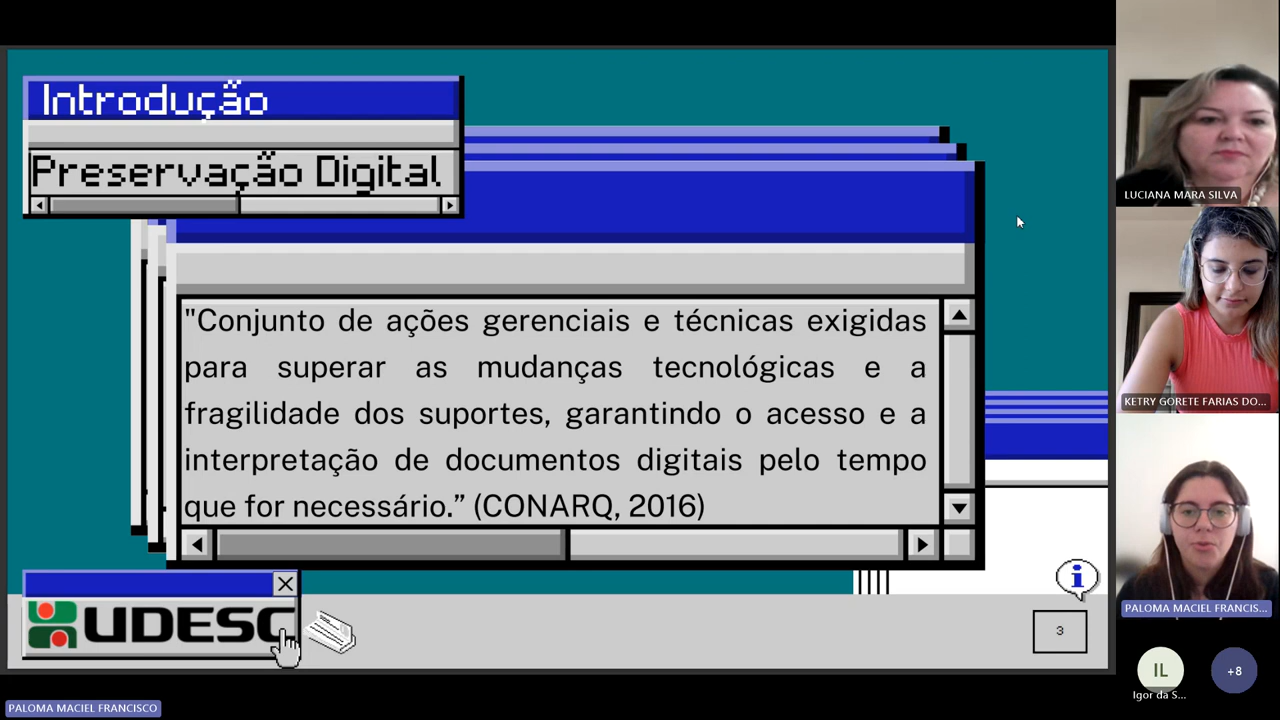 Introdução
Preservação Digital
"Conjunto de ações gerenciais e técnicas exigidas
para superar as mudanças tecnológicas e a
fragilidade dos suportes, garantindo o acesso e a
interpretação de documentos digitais pelo tempo
que for necessário.” (CONARQ, 2016)
UDESC
i
3
PALOMA MACIEL FRANCISCO
LUCIANA MARA SILVA
KETRY GORETE FARIAS DO...
PALOMA MACIEL FRANCIS...
IL
Igor da S...
+8